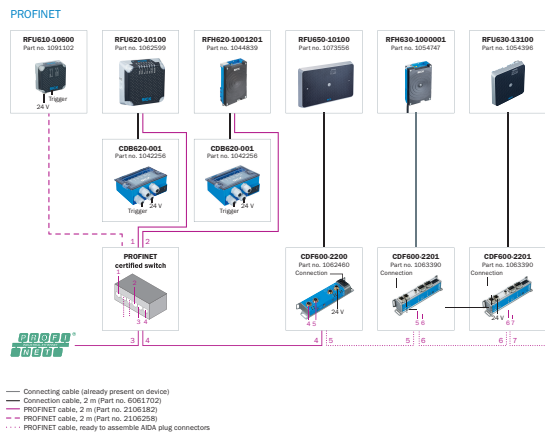 PROFINET
RFU610-10600
Part no. 1091102
Trigger
24 V
RFU620-10100
Part no. 1062599
RFH620-1001201
Part no. 1044839
RFU650-10100
Part no. 1073556
RFH630-1000001
Part no. 1054747
RFU630-13100
Part no. 1054396
CDB620-001
Part no. 1042256
24 V
Trigger
CDB620-001
Part no. 1042256
24 V
Trigger
1 2
PROFINET
certified switch
1
2
3 4
CDF600-2200
Part no. 1062460
Connection
24 V
4 5
CDF600-2201
Part no. 1063390
Connection
5 6
CDF600-2201
Part no. 1063390
Connection
24 V
6 7
PROFI
NET
3 4
4 5
5 6
6 7
Connecting cable (already present on device)
Connection cable, 2 m (Part no. 6061702)
PROFINET cable, 2 m (Part no. 2106182)
PROFINET cable, 2 m (Part no. 2106258)
PROFINET cable, ready to assemble AIDA plug connectors